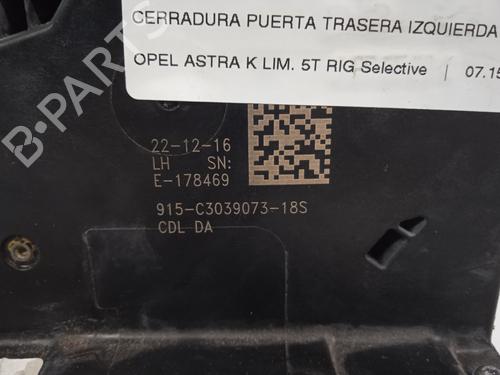 CERRADURA PUERTA TRASERA IZQUIERDA
OPEL ASTRA K LIM. 5T RIG Selective | 07.15
22-12-16
LH SN:
E-178469
915-C3039073-18S
CDL DA